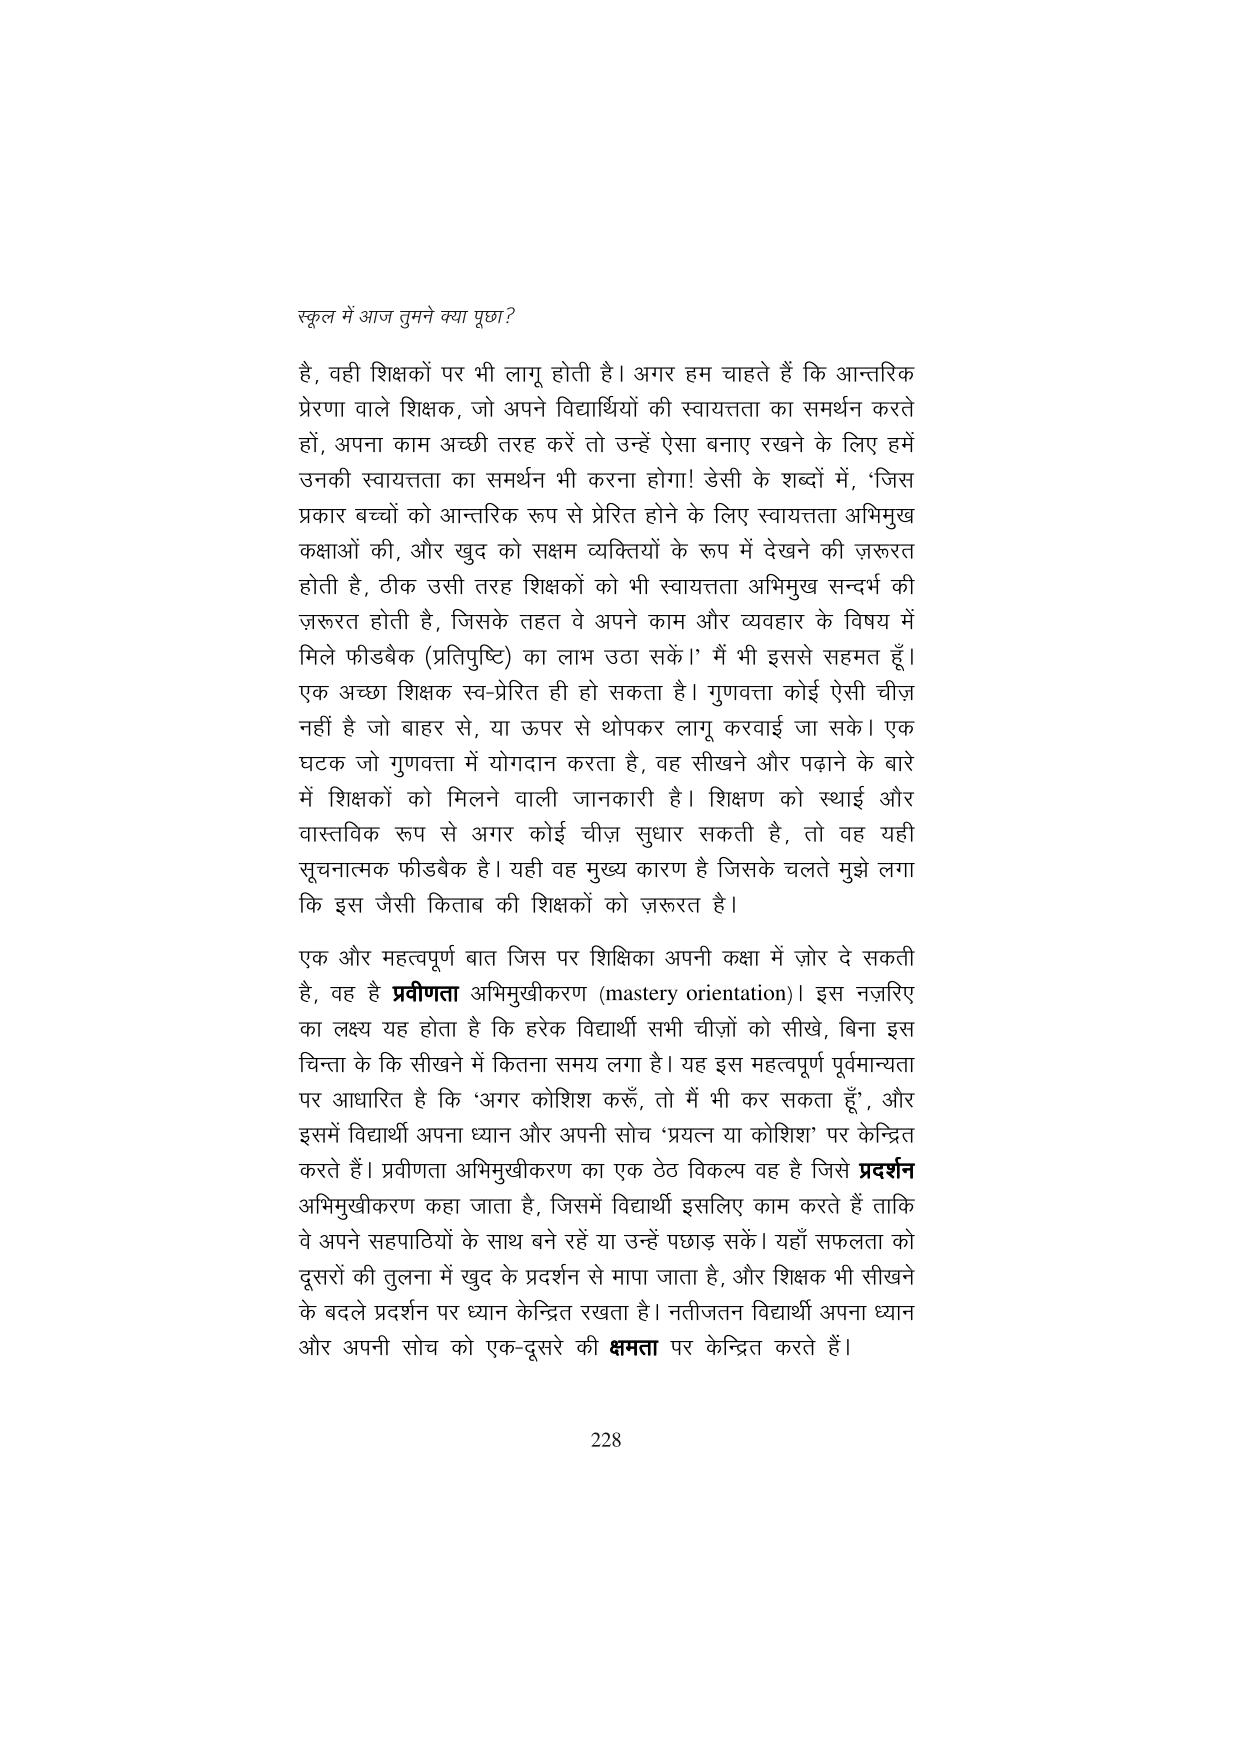 स्कूल में आज तुमने क्या पूछा?
है, वही शिक्षकों पर भी लागू होती है। अगर हम चाहते हैं कि आन्तरिक
प्रेरणा वाले शिक्षक, जो अपने विद्यार्थियों की स्वायत्तता का समर्थन करते
हों, अपना काम अच्छी तरह करें तो उन्हें ऐसा बनाए रखने के लिए हमें
उनकी स्वायत्तता का समर्थन भी करना होगा! डेसी के शब्दों में, ‘जिस
प्रकार बच्चों को आन्तरिक रूप से प्रेरित होने के लिए स्वायत्तता अभिमुख
कक्षाओं की, और खुद को सक्षम व्यक्तियों के रूप में देखने की ज़रूरत
होती है, ठीक उसी तरह शिक्षकों को भी स्वायत्तता अभिमुख सन्दर्भ की
ज़रूरत होती है, जिसके तहत वे अपने काम और व्यवहार के विषय में
मिले फीडबैक (प्रतिपुष्टि) का लाभ उठा सकें।’ मैं भी इससे सहमत हूँ।
एक अच्छा शिक्षक स्व-प्रेरित ही हो सकता है। गुणवत्ता कोई ऐसी चीज़
नहीं है जो बाहर से, या ऊपर से थोपकर लागू करवाई जा सके। एक
घटक जो गुणवत्ता में योगदान करता है, वह सीखने और पढ़ाने के बारे
में शिक्षकों को मिलने वाली जानकारी है। शिक्षण को स्थाई और
वास्तविक रूप से अगर कोई चीज़ सुधार सकती है, तो वह यही
सूचनात्मक फीडबैक है। यही वह मुख्य कारण है जिसके चलते मुझे लगा
कि इस जैसी किताब की शिक्षकों को ज़रूरत है।
एक और महत्वपूर्ण बात जिस पर शिक्षिका अपनी कक्षा में ज़ोर दे सकती
है, वह है प्रवीणता अभिमुखीकरण (mastery orientation)। इस नज़रिए
का लक्ष्य यह होता है कि हरेक विद्यार्थी सभी चीज़ों को सीखे, बिना इस
चिन्ता के कि सीखने में कितना समय लगा है। यह इस महत्वपूर्ण पूर्वमान्यता
पर आधारित है कि ‘अगर कोशिश करूँ, तो मैं भी कर सकता हूँ’, और
इसमें विद्यार्थी अपना ध्यान और अपनी सोच ‘प्रयत्न या कोशिश’ पर केन्द्रित
करते हैं। प्रवीणता अभिमुखीकरण का एक ठेठ विकल्प वह है जिसे प्रदर्शन
अभिमुखीकरण कहा जाता है, जिसमें विद्यार्थी इसलिए काम करते हैं ताकि
वे अपने सहपाठियों के साथ बने रहें या उन्हें पछाड़ सकें। यहाँ सफलता को
दूसरों की तुलना में खुद के प्रदर्शन से मापा जाता है, और शिक्षक भी सीखने
के बदले प्रदर्शन पर ध्यान केन्द्रित रखता है। नतीजतन विद्यार्थी अपना ध्यान
और अपनी सोच को एक-दूसरे की क्षमता पर केन्द्रित करते हैं।
228